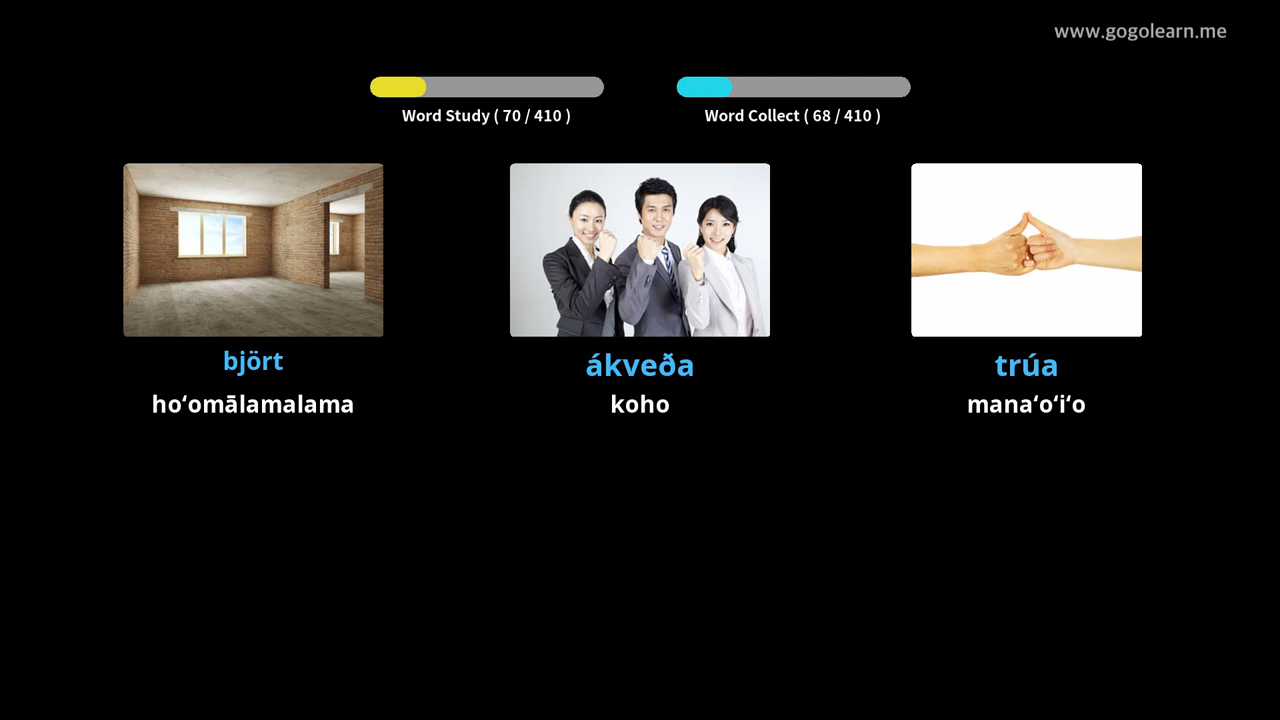 www.gogolearn.me
Word Study ( 70 / 410 )
Word Collect ( 68 / 410 )
björt
ákveða
trúa
hoʻomālamalama
koho
manaʻoʻiʻo